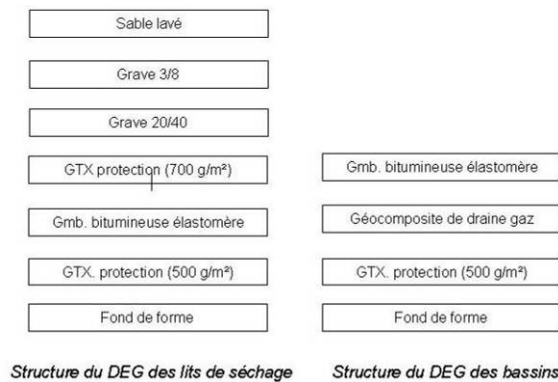 Sable lavé
Grave 3/8
Grave 20/40
GTX protection (700 g/m²)
Gmb. bitumineuse élastomère
GTX. protection (500 g/m²)
Fond de forme
Structure du DEG des lits de séchage
Gmb. bitumineuse élastomère
Géocomposite de draine gaz
GTX. protection (500 g/m²)
Fond de forme
Structure du DEG des bassins